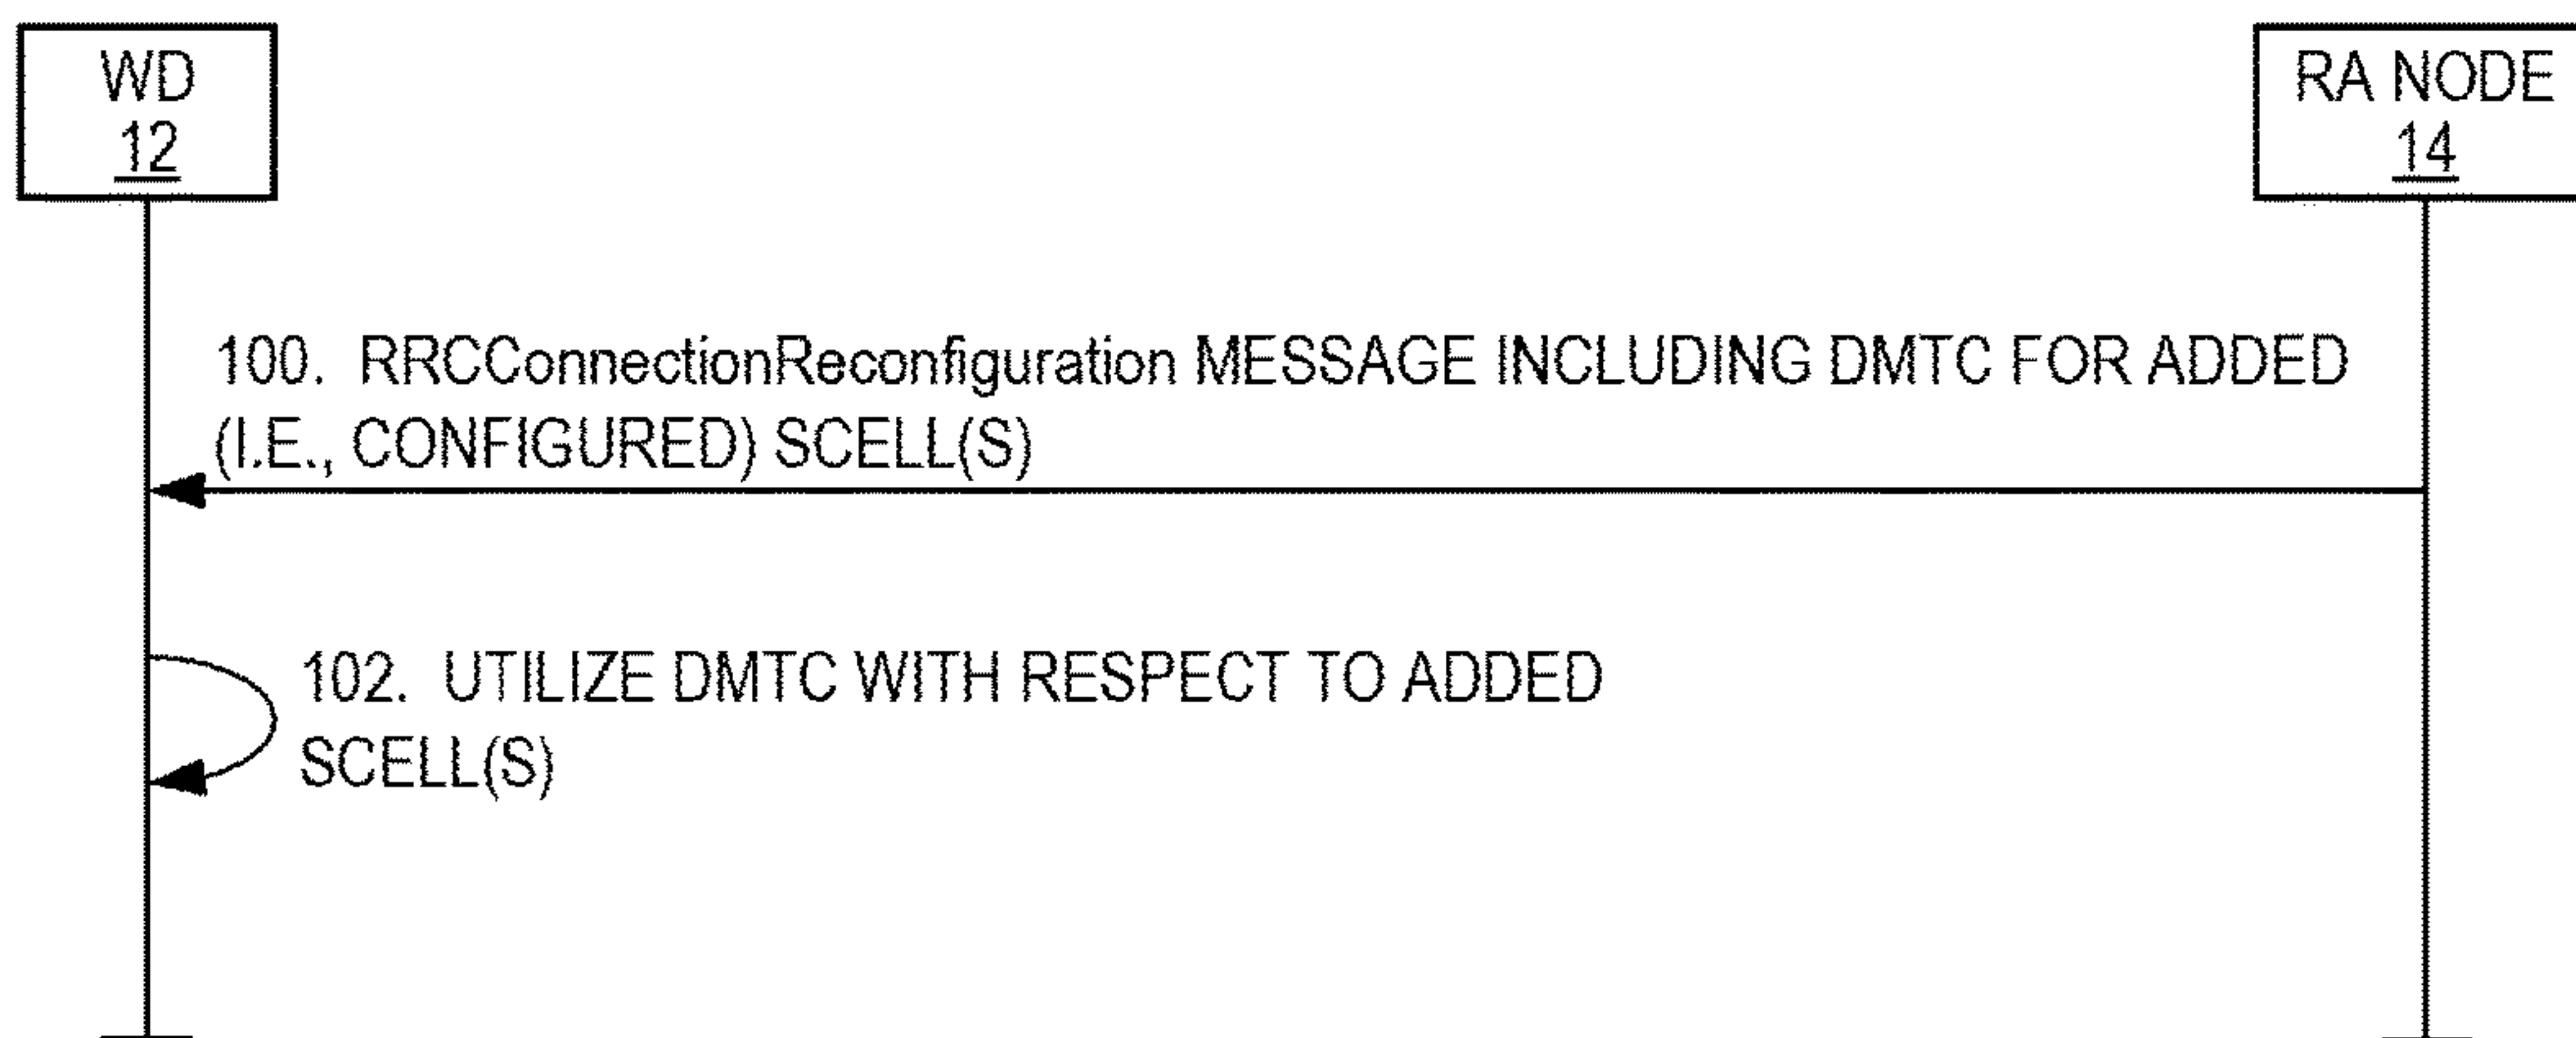 WD
12
RA NODE
14
100. RRCConnectionReconfiguration MESSAGE INCLUDING DMTC FOR ADDED
(I.E., CONFIGURED) SCELL(S)
102. UTILIZE DMTC WITH RESPECT TO ADDED
SCELL(S)